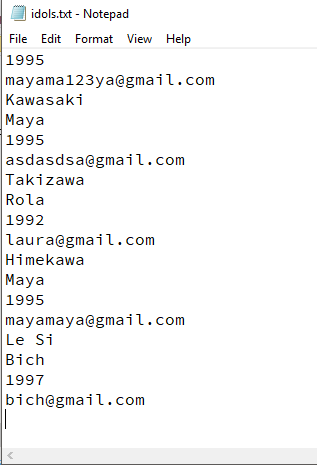 idols.txt - Notepad
File Edit Format View Help
1995
mayama123ya@gmail.com
Kawasaki
Maya
1995
asdasdsa@gmail.com
Takizawa
Rola
1992
laura@gmail.com
Himekawa
Maya
1995
mayamaya@gmail.com
Le Si
Bich
1997
bich@gmail.com